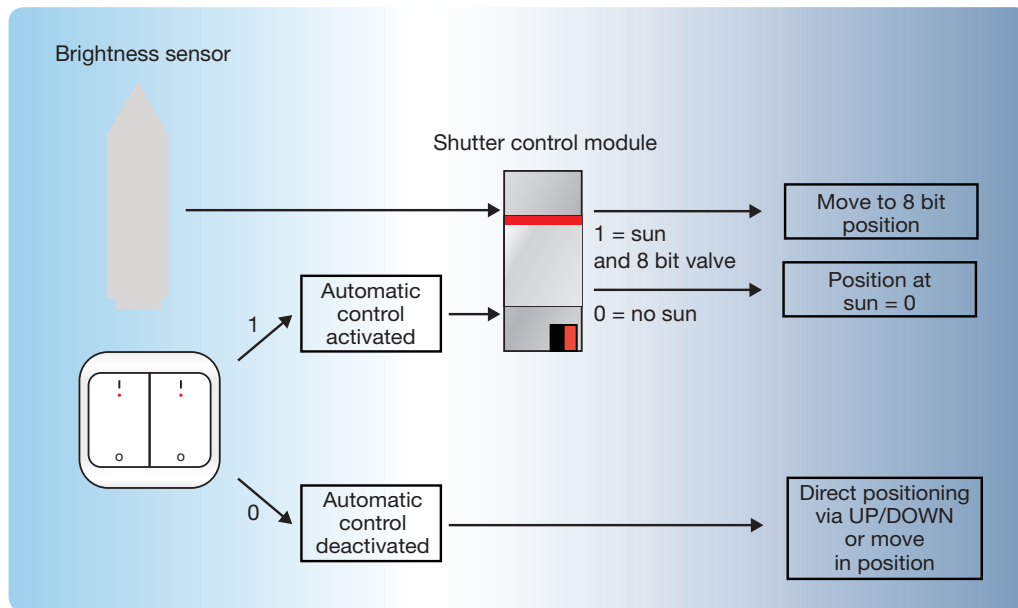 Brightness sensor
Shutter control module
Move to 8 bit
position
1 = sun
and 8 bit valve
Position at
sun = 0
0 = no sun
Automatic
control
activated
1
0
Automatic
control
deactivated
Direct positioning
via UP/DOWN
or move
in position